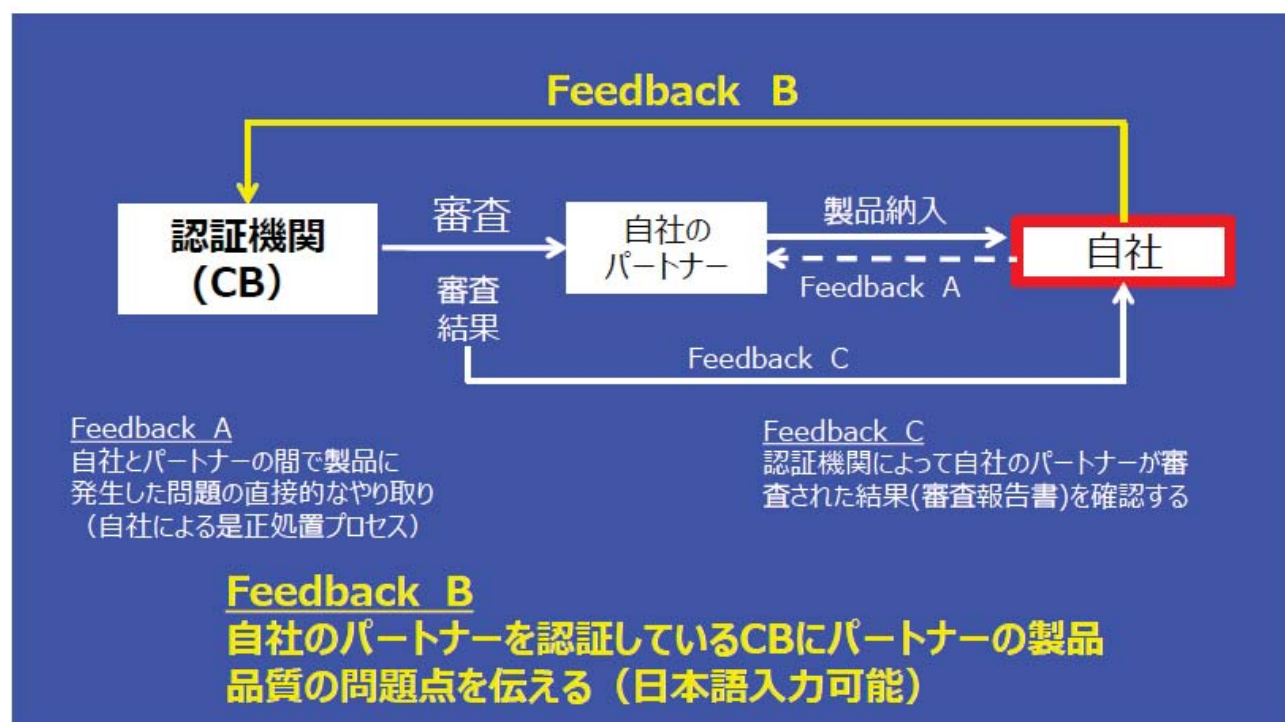 Feedback B
認証機関
(CB）
審査
審査
結果
自社の
パートナー
製品納入
Feedback A
自社
Feedback C
Feedback A
自社とパートナーの間で製品に
発生した問題の直接的なやり取り
（自社による是正処置プロセス）
Feedback C
認証機関によって自社のパートナーが審
査された結果(審査報告書)を確認する
Feedback B
自社のパートナーを認証しているCBにパートナーの製品
品質の問題点を伝える（日本語入力可能）